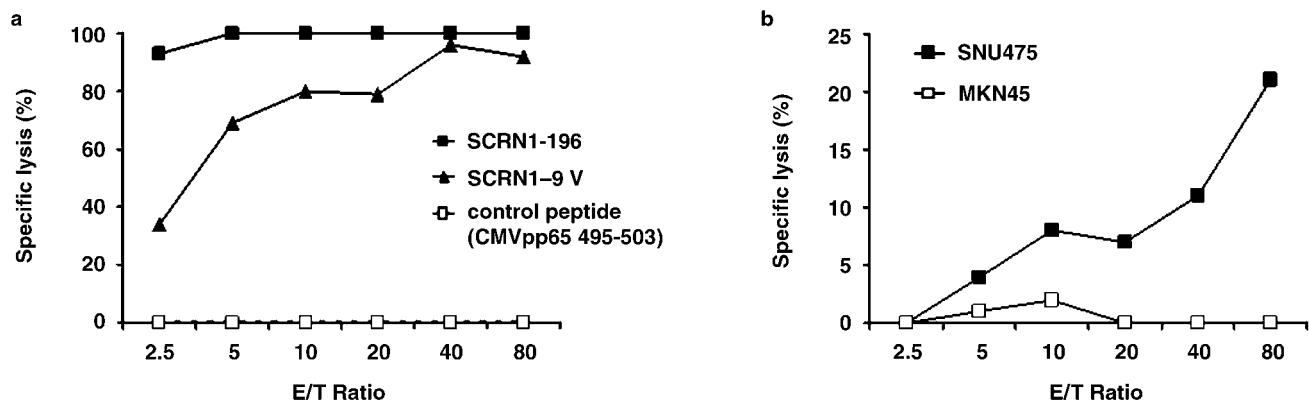 a
Specific lysis (%)
100
80
60
40
20
0
2.5 5 10 20 40 80
E/T Ratio
SCRN1-196
SCRN1–9 V
control peptide
(CMVpp65 495-503)
b
Specific lysis (%)
25
20
15
10
5
0
2.5 5 10 20 40 80
E/T Ratio
SNU475
MKN45